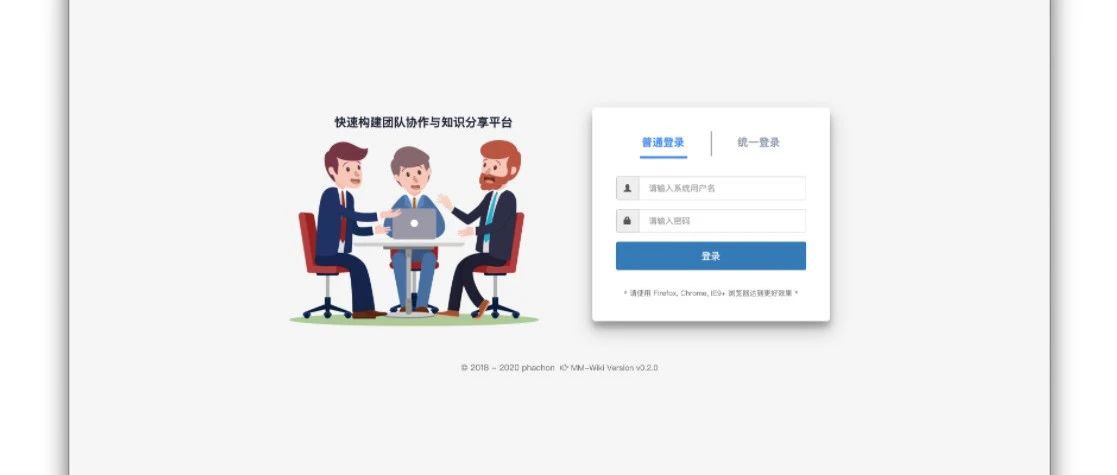 快速构建团队协作与知识分享平台
普通登录
统一登录
请输入系统用户名
请输入密码
登录
* 请使用 Firefox, Chrome, IE9+ 浏览器达到更好效果 *
© 2018 - 2020 phachon MM-Wiki Version v0.2.0